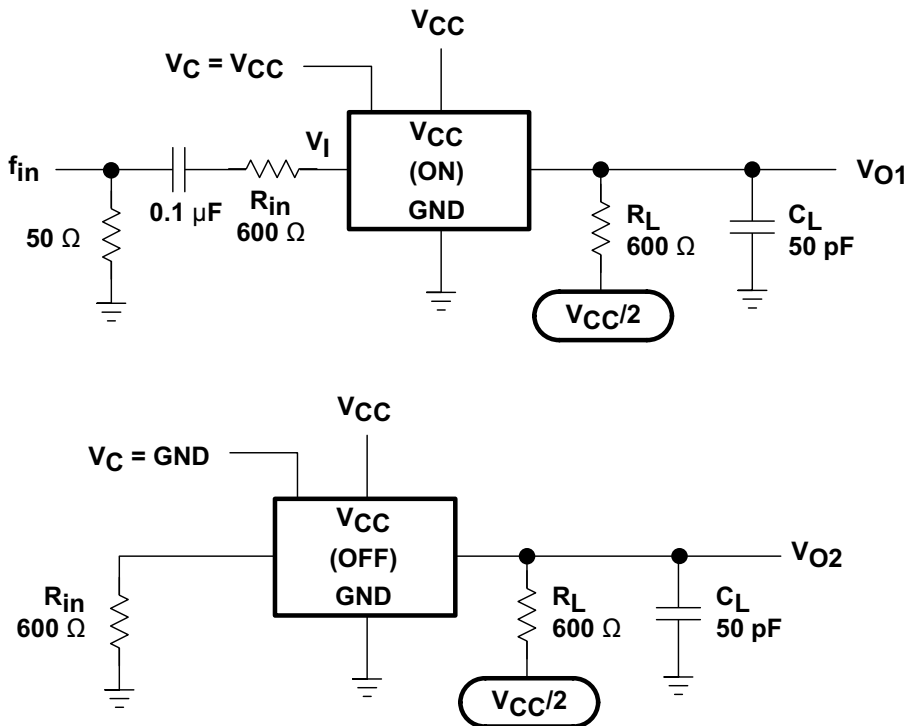 VCC
VC = VCC
VCC
(ON)
GND
fin
VI
VO1
50 Ω
0.1 µF
Rin
600 Ω
RL
600 Ω
CL
50 pF
VCC/2
VCC
VC = GND
VCC
(OFF)
GND
VO2
Rin
600 Ω
RL
600 Ω
CL
50 pF
VCC/2